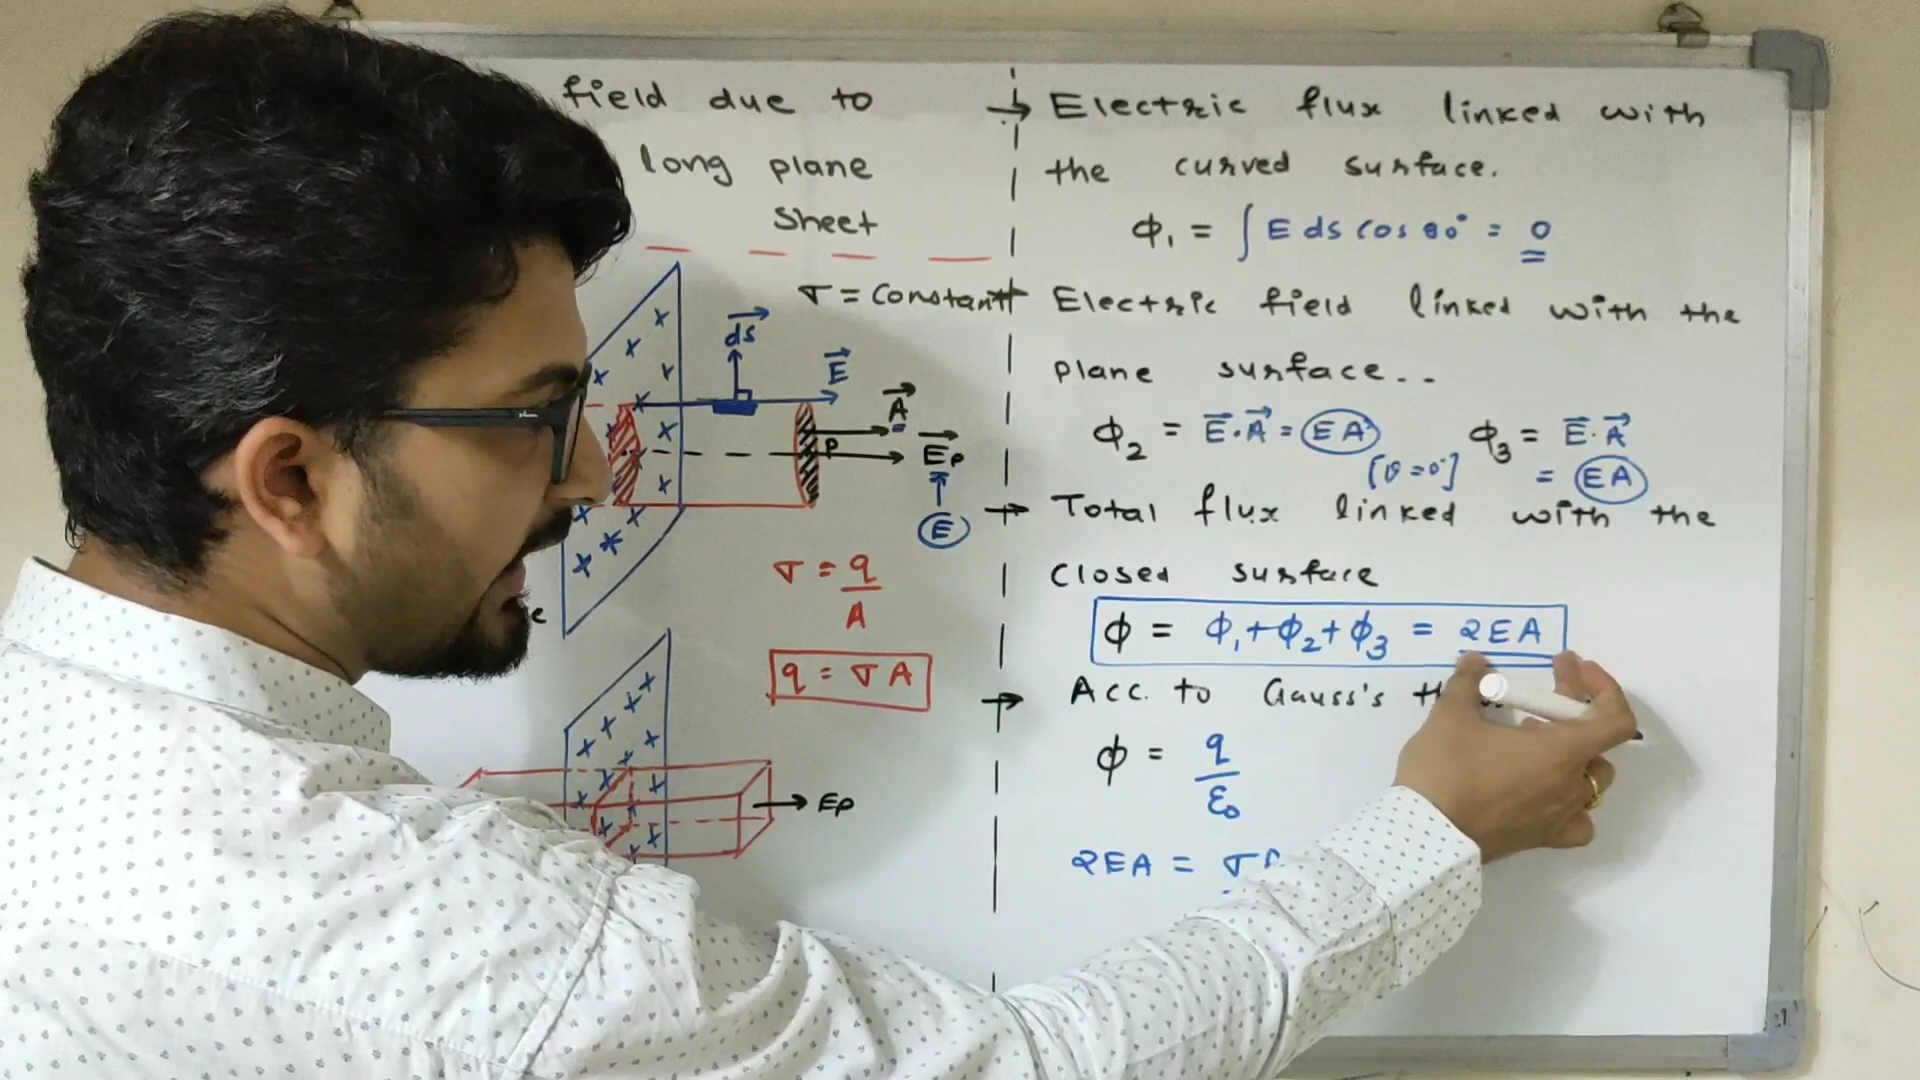 field due to
long plane
Sheet
σ = Constant
ds
E
A
P
Ep
E
σ = q/A
q = σA
Ep
→ Electric flux linked with
the curved surface.
ϕ₁ = ∫ E ds cos 90° = 0
Electric field linked with the
plane surface..
ϕ₂ = E⃗.A⃗ = EA ϕ₃ = E⃗.A⃗
[θ=0°] = EA
→ Total flux linked with the
closed surface
ϕ = ϕ₁+ϕ₂+ϕ₃ = 2EA
→ Acc. to Gauss's
ϕ = q/ε₀
2EA = σ